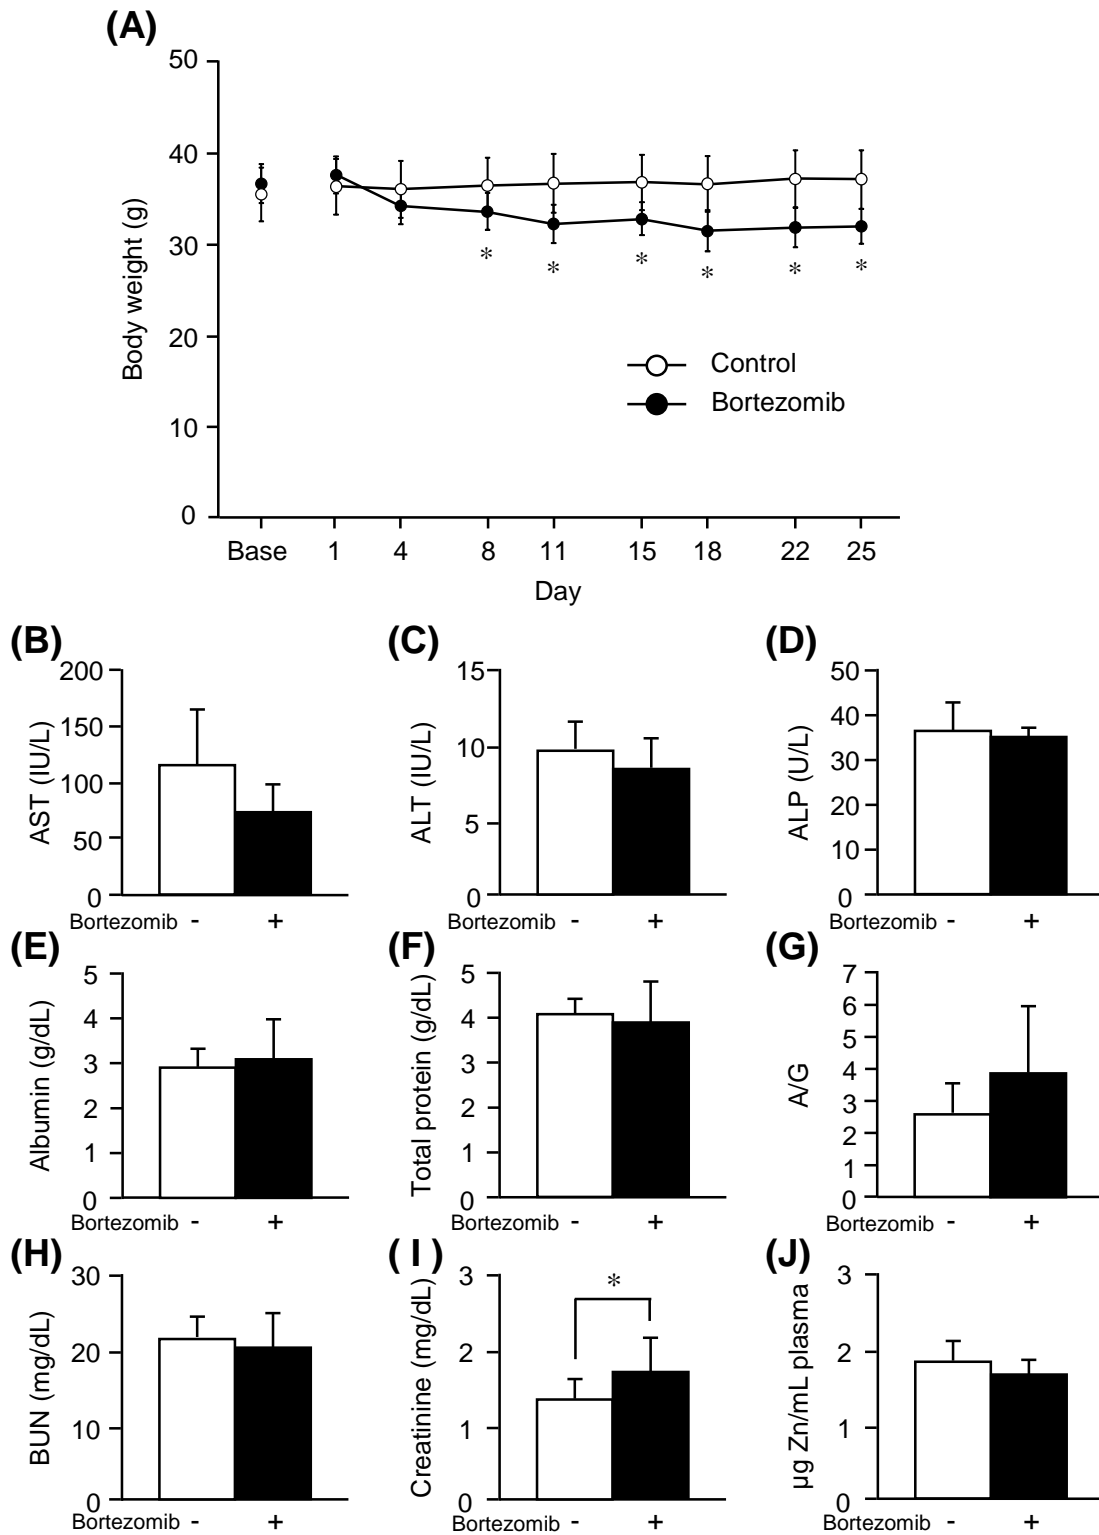 (A)
50
40
30
20
10
0
Body weight (g)
* * * * * *
Control
Bortezomib
Base 1 4 8 11 15 18 22 25
Day
(B)
200
150
100
50
0
AST (IU/L)
Bortezomib - +
(C)
15
10
5
0
ALT (IU/L)
Bortezomib - +
(D)
50
40
30
20
10
0
ALP (U/L)
Bortezomib - +
(E)
5
4
3
2
1
0
Albumin (g/dL)
Bortezomib - +
(F)
5
4
3
2
1
0
Total protein (g/dL)
Bortezomib - +
(G)
7
6
5
4
3
2
1
0
A/G
Bortezomib - +
(H)
30
20
10
0
BUN (mg/dL)
Bortezomib - +
( I )
3
2
1
0
Creatinine (mg/dL)
*
Bortezomib - +
(J)
3
2
1
0
μg Zn/mL plasma
Bortezomib - +